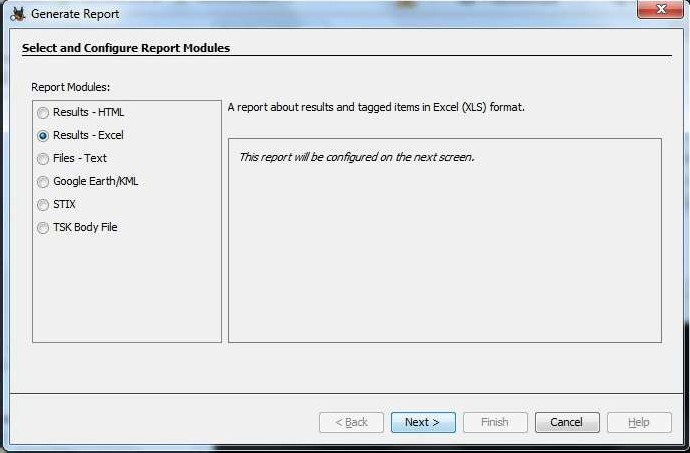 Generate Report
Select and Configure Report Modules
Report Modules:
Results - HTML
Results - Excel
Files - Text
Google Earth/KML
STIX
TSK Body File
A report about results and tagged items in Excel (XLS) format.
This report will be configured on the next screen.
< Back
Next >
Finish
Cancel
Help